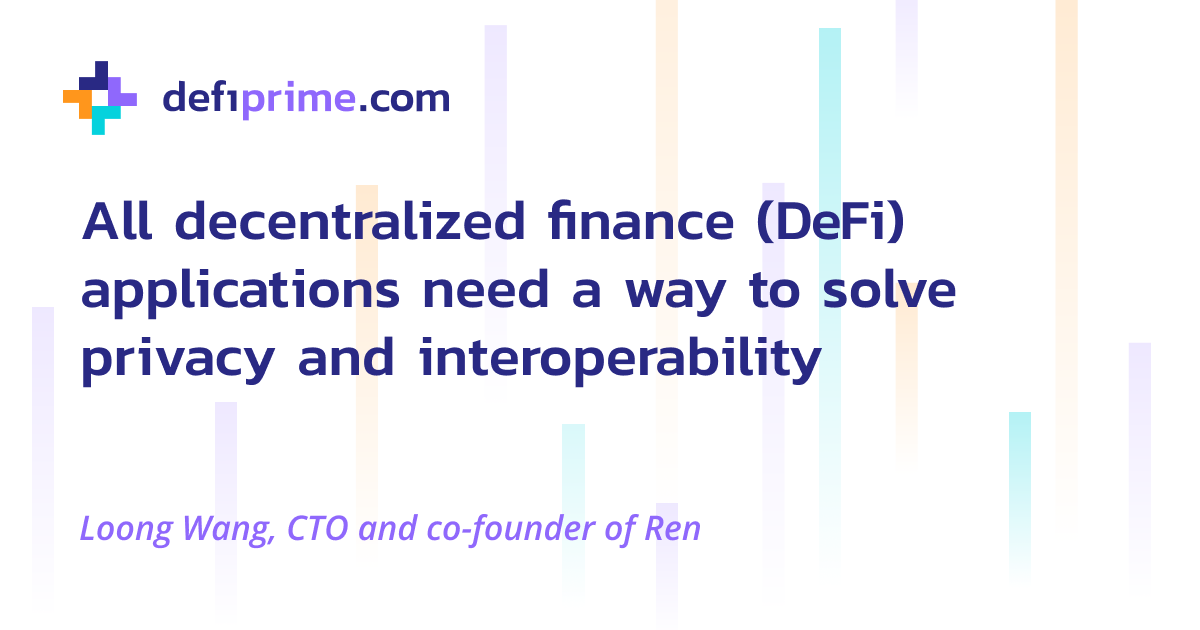 defiprime.com
All decentralized finance (DeFi)
applications need a way to solve
privacy and interoperability
Loong Wang, CTO and co-founder of Ren